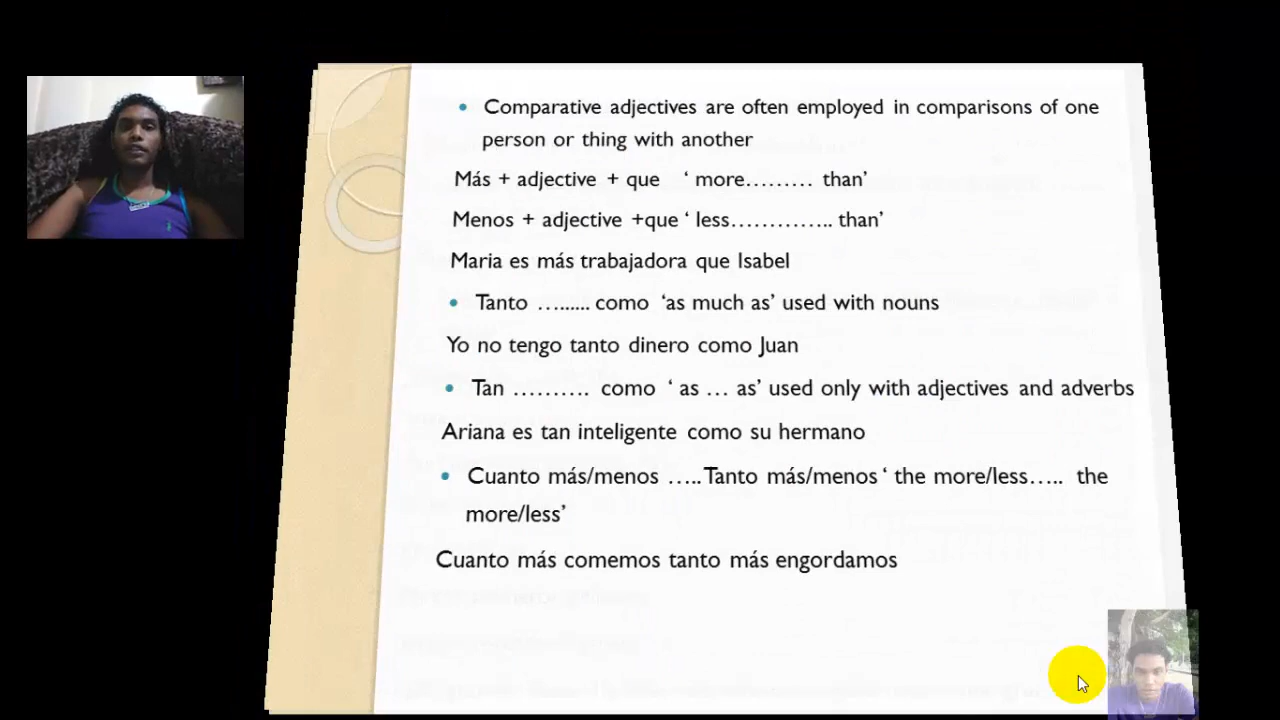 Comparative adjectives are often employed in comparisons of one
person or thing with another
Más + adjective + que ‘ more……… than’
Menos + adjective +que ‘ less………….. than’
Maria es más trabajadora que Isabel
Tanto …...... como ‘as much as’ used with nouns
Yo no tengo tanto dinero como Juan
Tan ………. como ‘ as … as’ used only with adjectives and adverbs
Ariana es tan inteligente como su hermano
Cuanto más/menos ….. Tanto más/menos ‘ the more/less….. the
more/less’
Cuanto más comemos tanto más engordamos